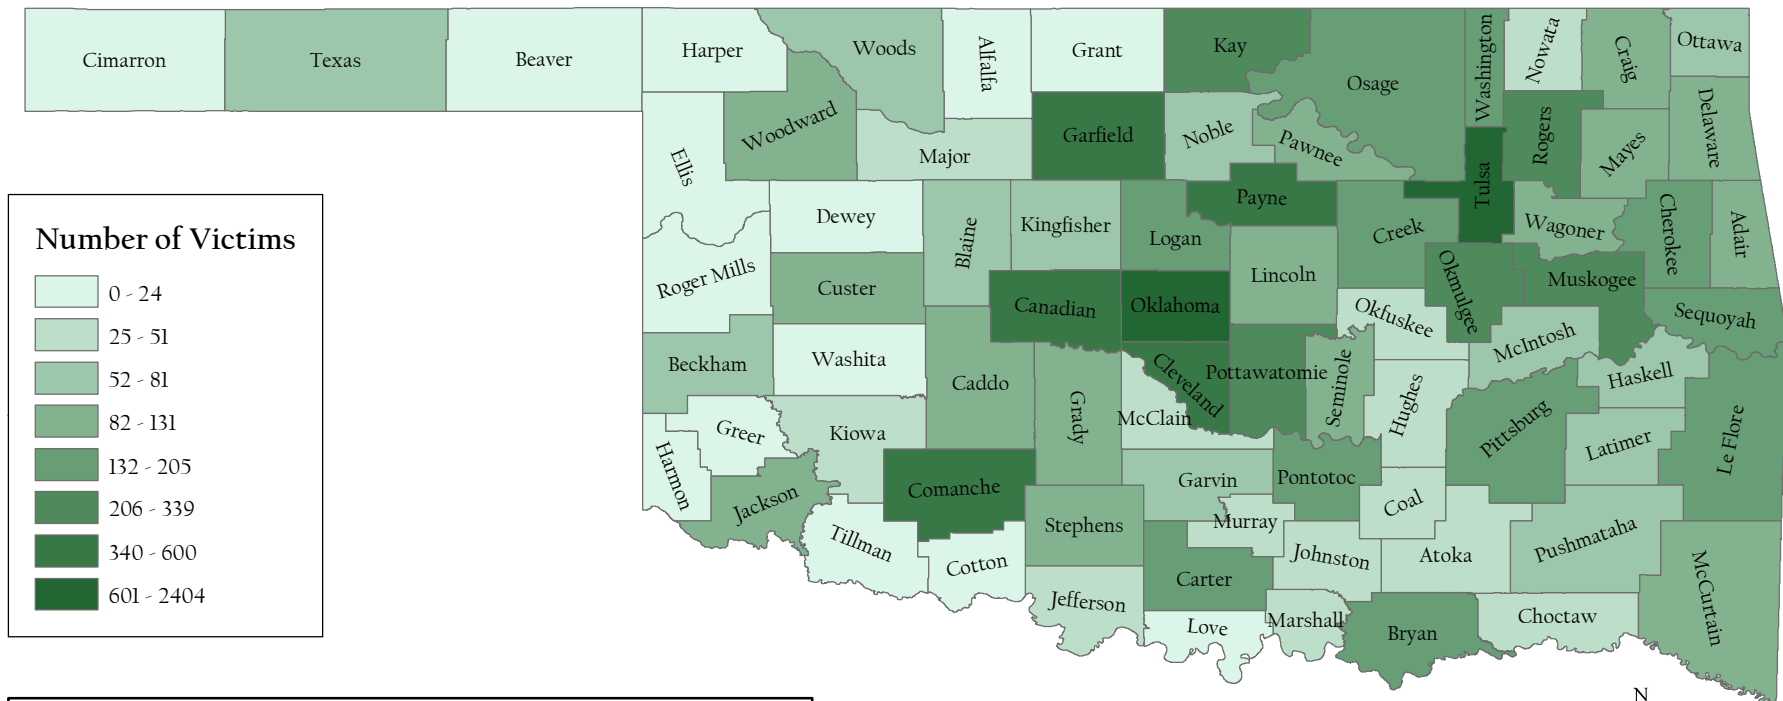 Cimarron
Texas
Beaver
Harper
Woods
Alfalfa
Grant
Kay
Osage
Washington
Nowata
Craig
Ottawa
Woodward
Ellis
Major
Garfield
Noble
Pawnee
Rogers
Mayes
Delaware
Tulsa
Payne
Dewey
Blaine
Kingfisher
Logan
Creek
Wagoner
Cherokee
Adair
Roger Mills
Custer
Canadian
Oklahoma
Lincoln
Okmulgee
Muskogee
Sequoyah
Okfuskee
McIntosh
Beckham
Washita
Caddo
Grady
Cleveland
Pottawatomie
Seminole
Hughes
Haskell
McClain
Pittsburg
Latimer
Le Flore
Greer
Kiowa
Harmon
Jackson
Comanche
Garvin
Pontotoc
Coal
Murray
Stephens
Tillman
Cotton
Johnston
Atoka
Pushmataha
McCurtain
Carter
Jefferson
Love
Marshall
Bryan
Choctaw
Number of Victims
0 - 24
25 - 51
52 - 81
82 - 131
132 - 205
206 - 339
340 - 600
601 - 2404
N